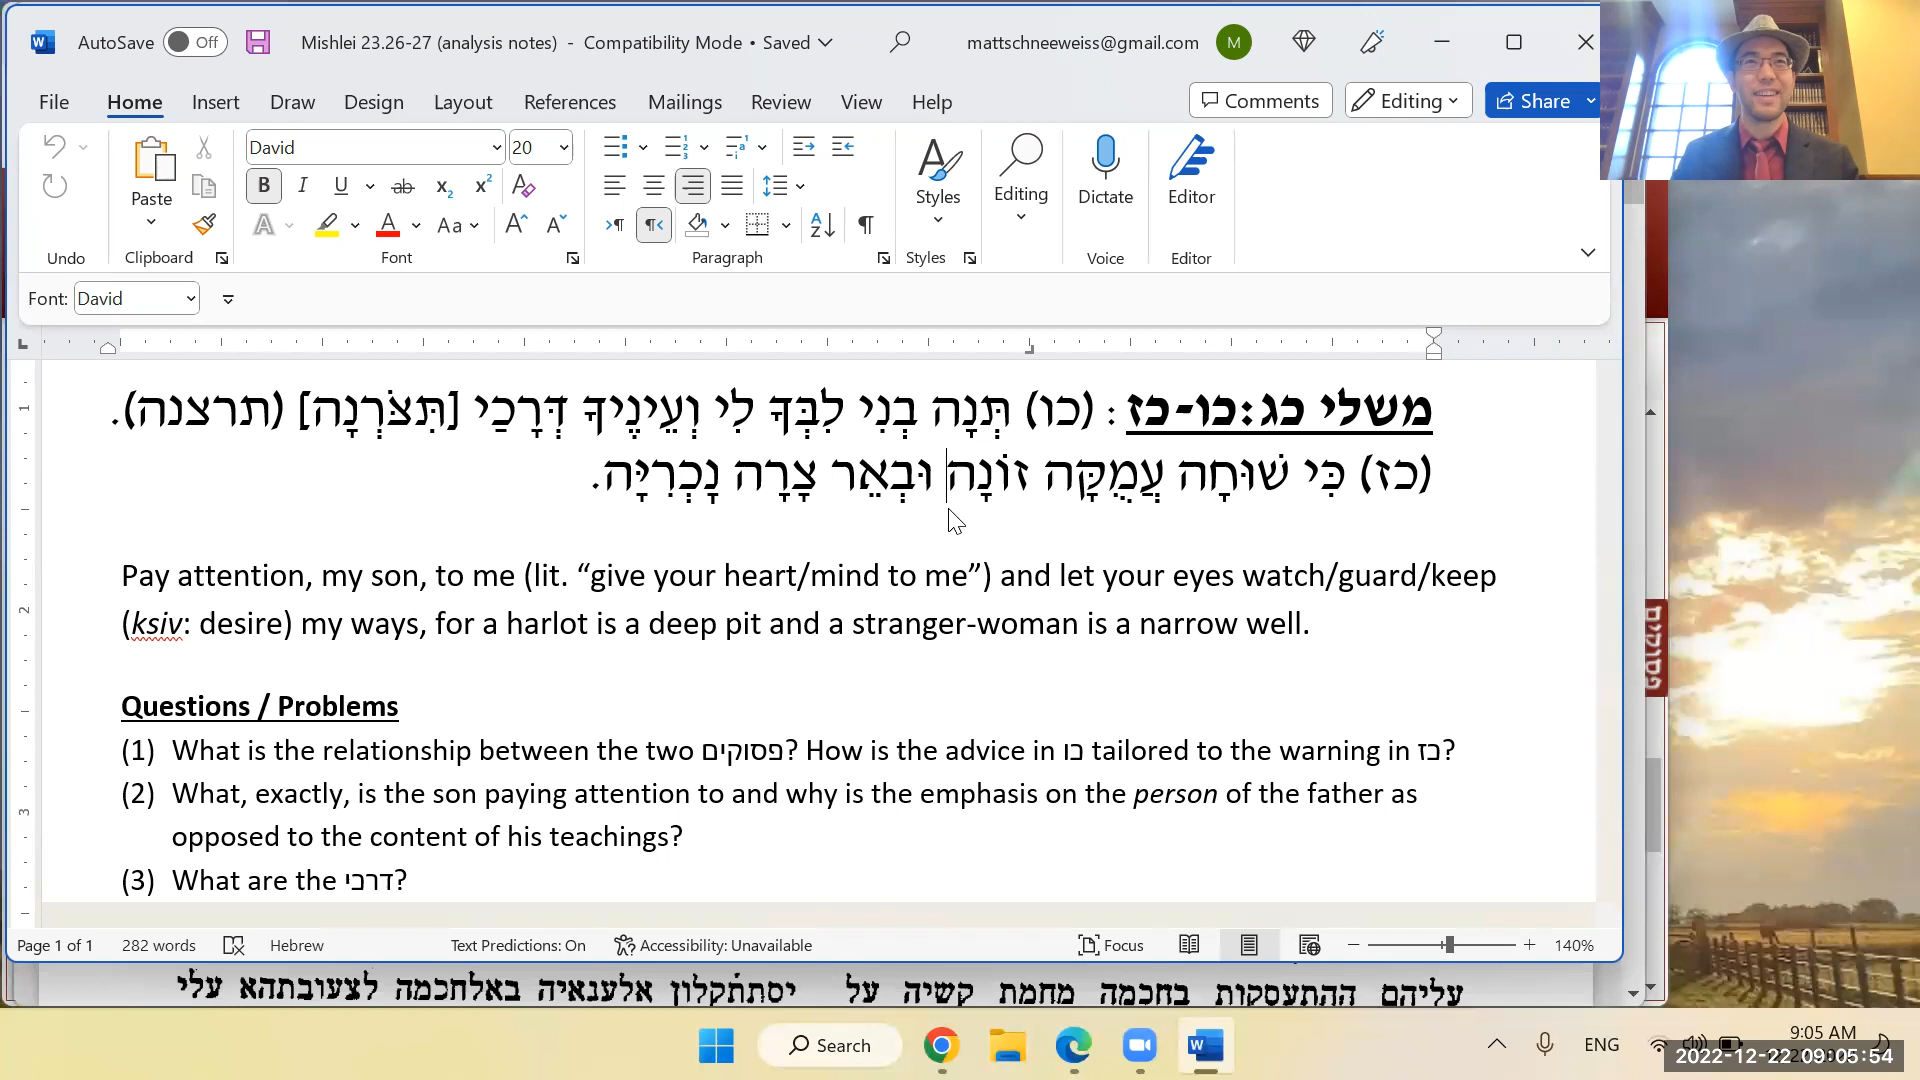 AutoSave Off Mishlei 23.26-27 (analysis notes) - Compatibility Mode • Saved mattschneeweiss@gmail.com M
File Home Insert Draw Design Layout References Mailings Review View Help Comments Editing Share
David 20
Paste Styles Editing Dictate Editor
Undo Clipboard Font Paragraph Styles Voice Editor
Font: David
משלי כג:כו-כז: (כו) תְּנָה בְנִי לִבְּךָ לִי וְעֵינֶיךָ דְּרָכַי [תִּצֹּרְנָה] (תרצנה).
(כז) כִּי שׁוּחָה עֲמֻקָּה זוֹנָה וּבְאֵר צָרָה נָכְרִיָּה.
Pay attention, my son, to me (lit. “give your heart/mind to me”) and let your eyes watch/guard/keep
(ksiv: desire) my ways, for a harlot is a deep pit and a stranger-woman is a narrow well.
Questions / Problems
(1) What is the relationship between the two פסוקים? How is the advice in כו tailored to the warning in כז?
(2) What, exactly, is the son paying attention to and why is the emphasis on the person of the father as
opposed to the content of his teachings?
(3) What are the דרכי?
Page 1 of 1 282 words Hebrew Text Predictions: On Accessibility: Unavailable Focus 140%
עליהם ההתעסקות בחכמה מחמת קשיה על יסתת̇קלון אלענאיה באלחכמה לצעובתהא עלי
Search ENG 9:05 AM
2022-12-22 09:05:54